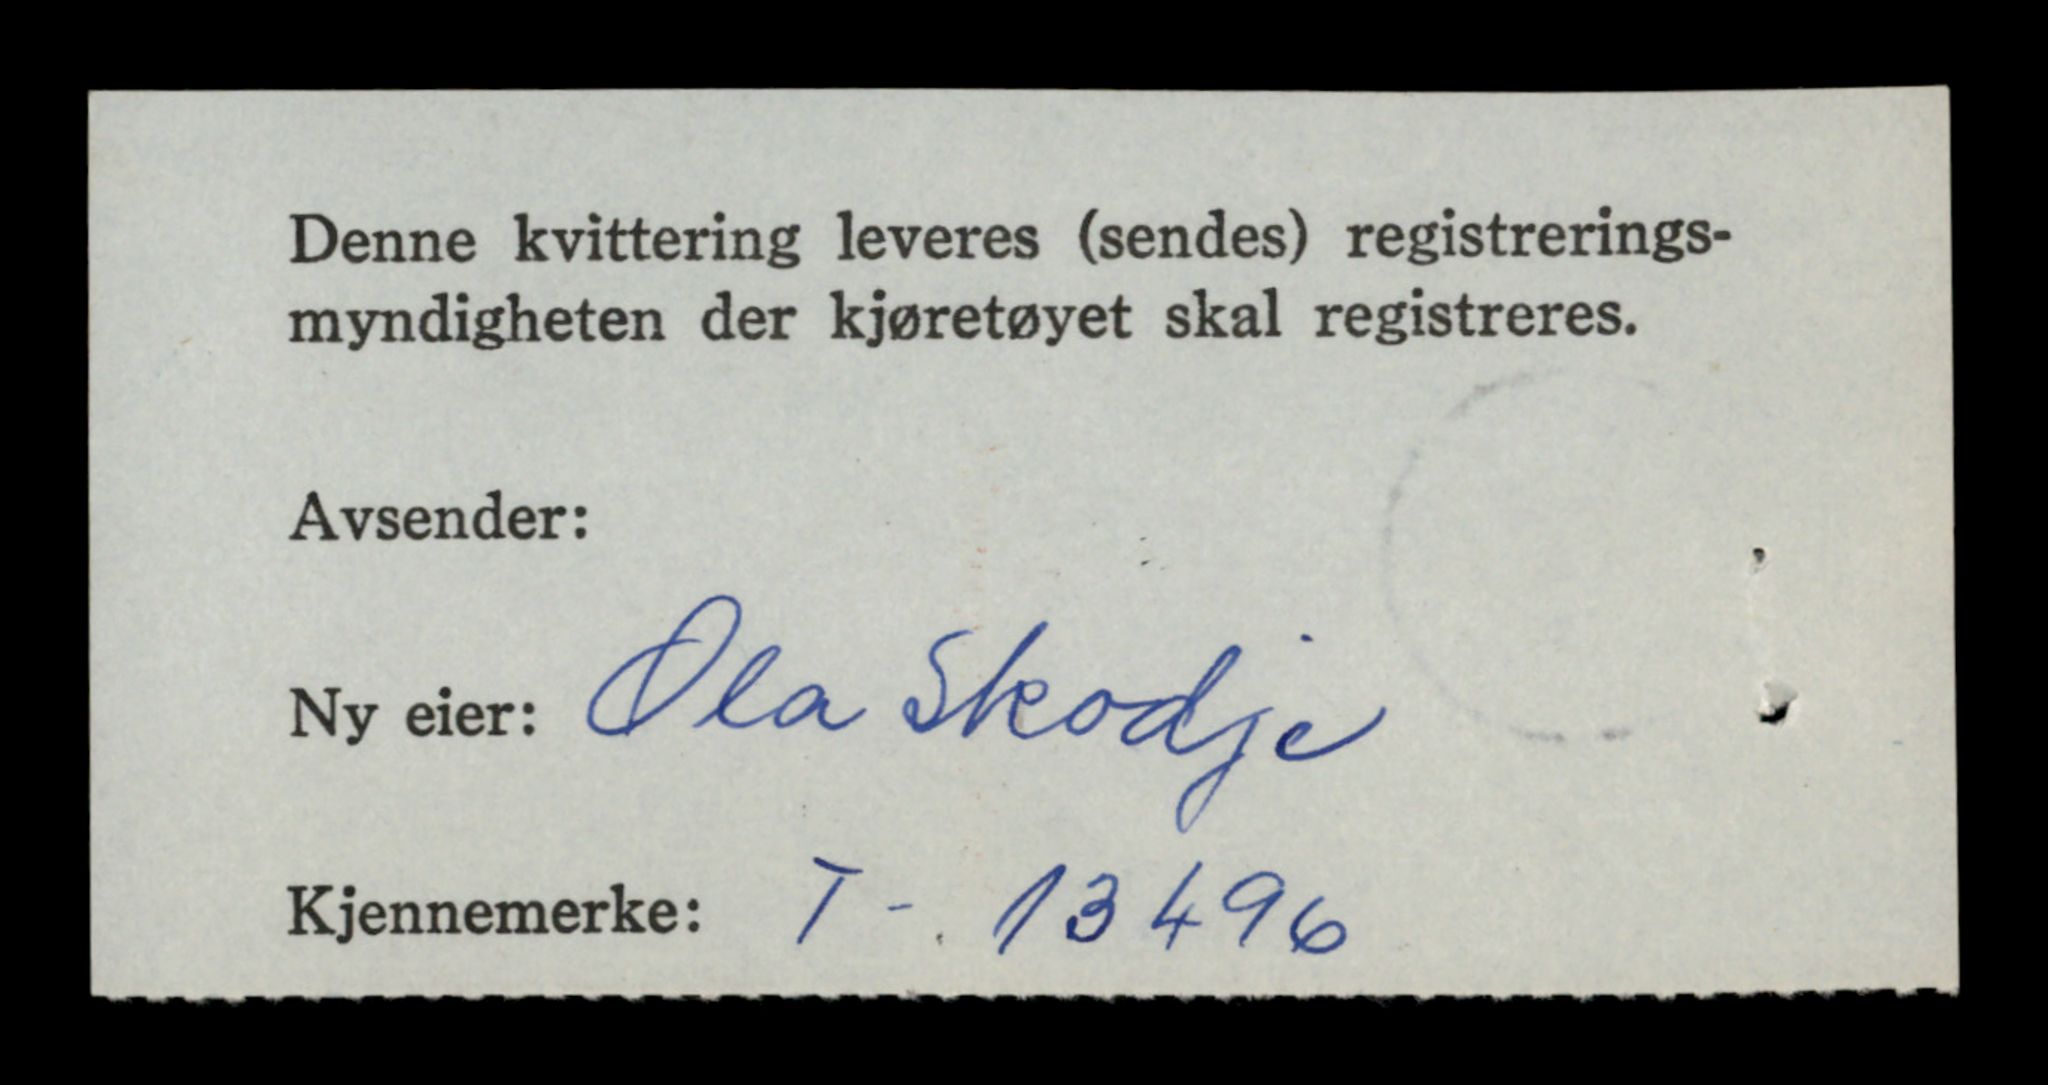 Denne kvittering leveres (sendes) registrerings-
myndigheten der kjøretøyet skal registreres.
Avsender:
Ny eier: Ola Skodje
Kjennemerke: T - 13496